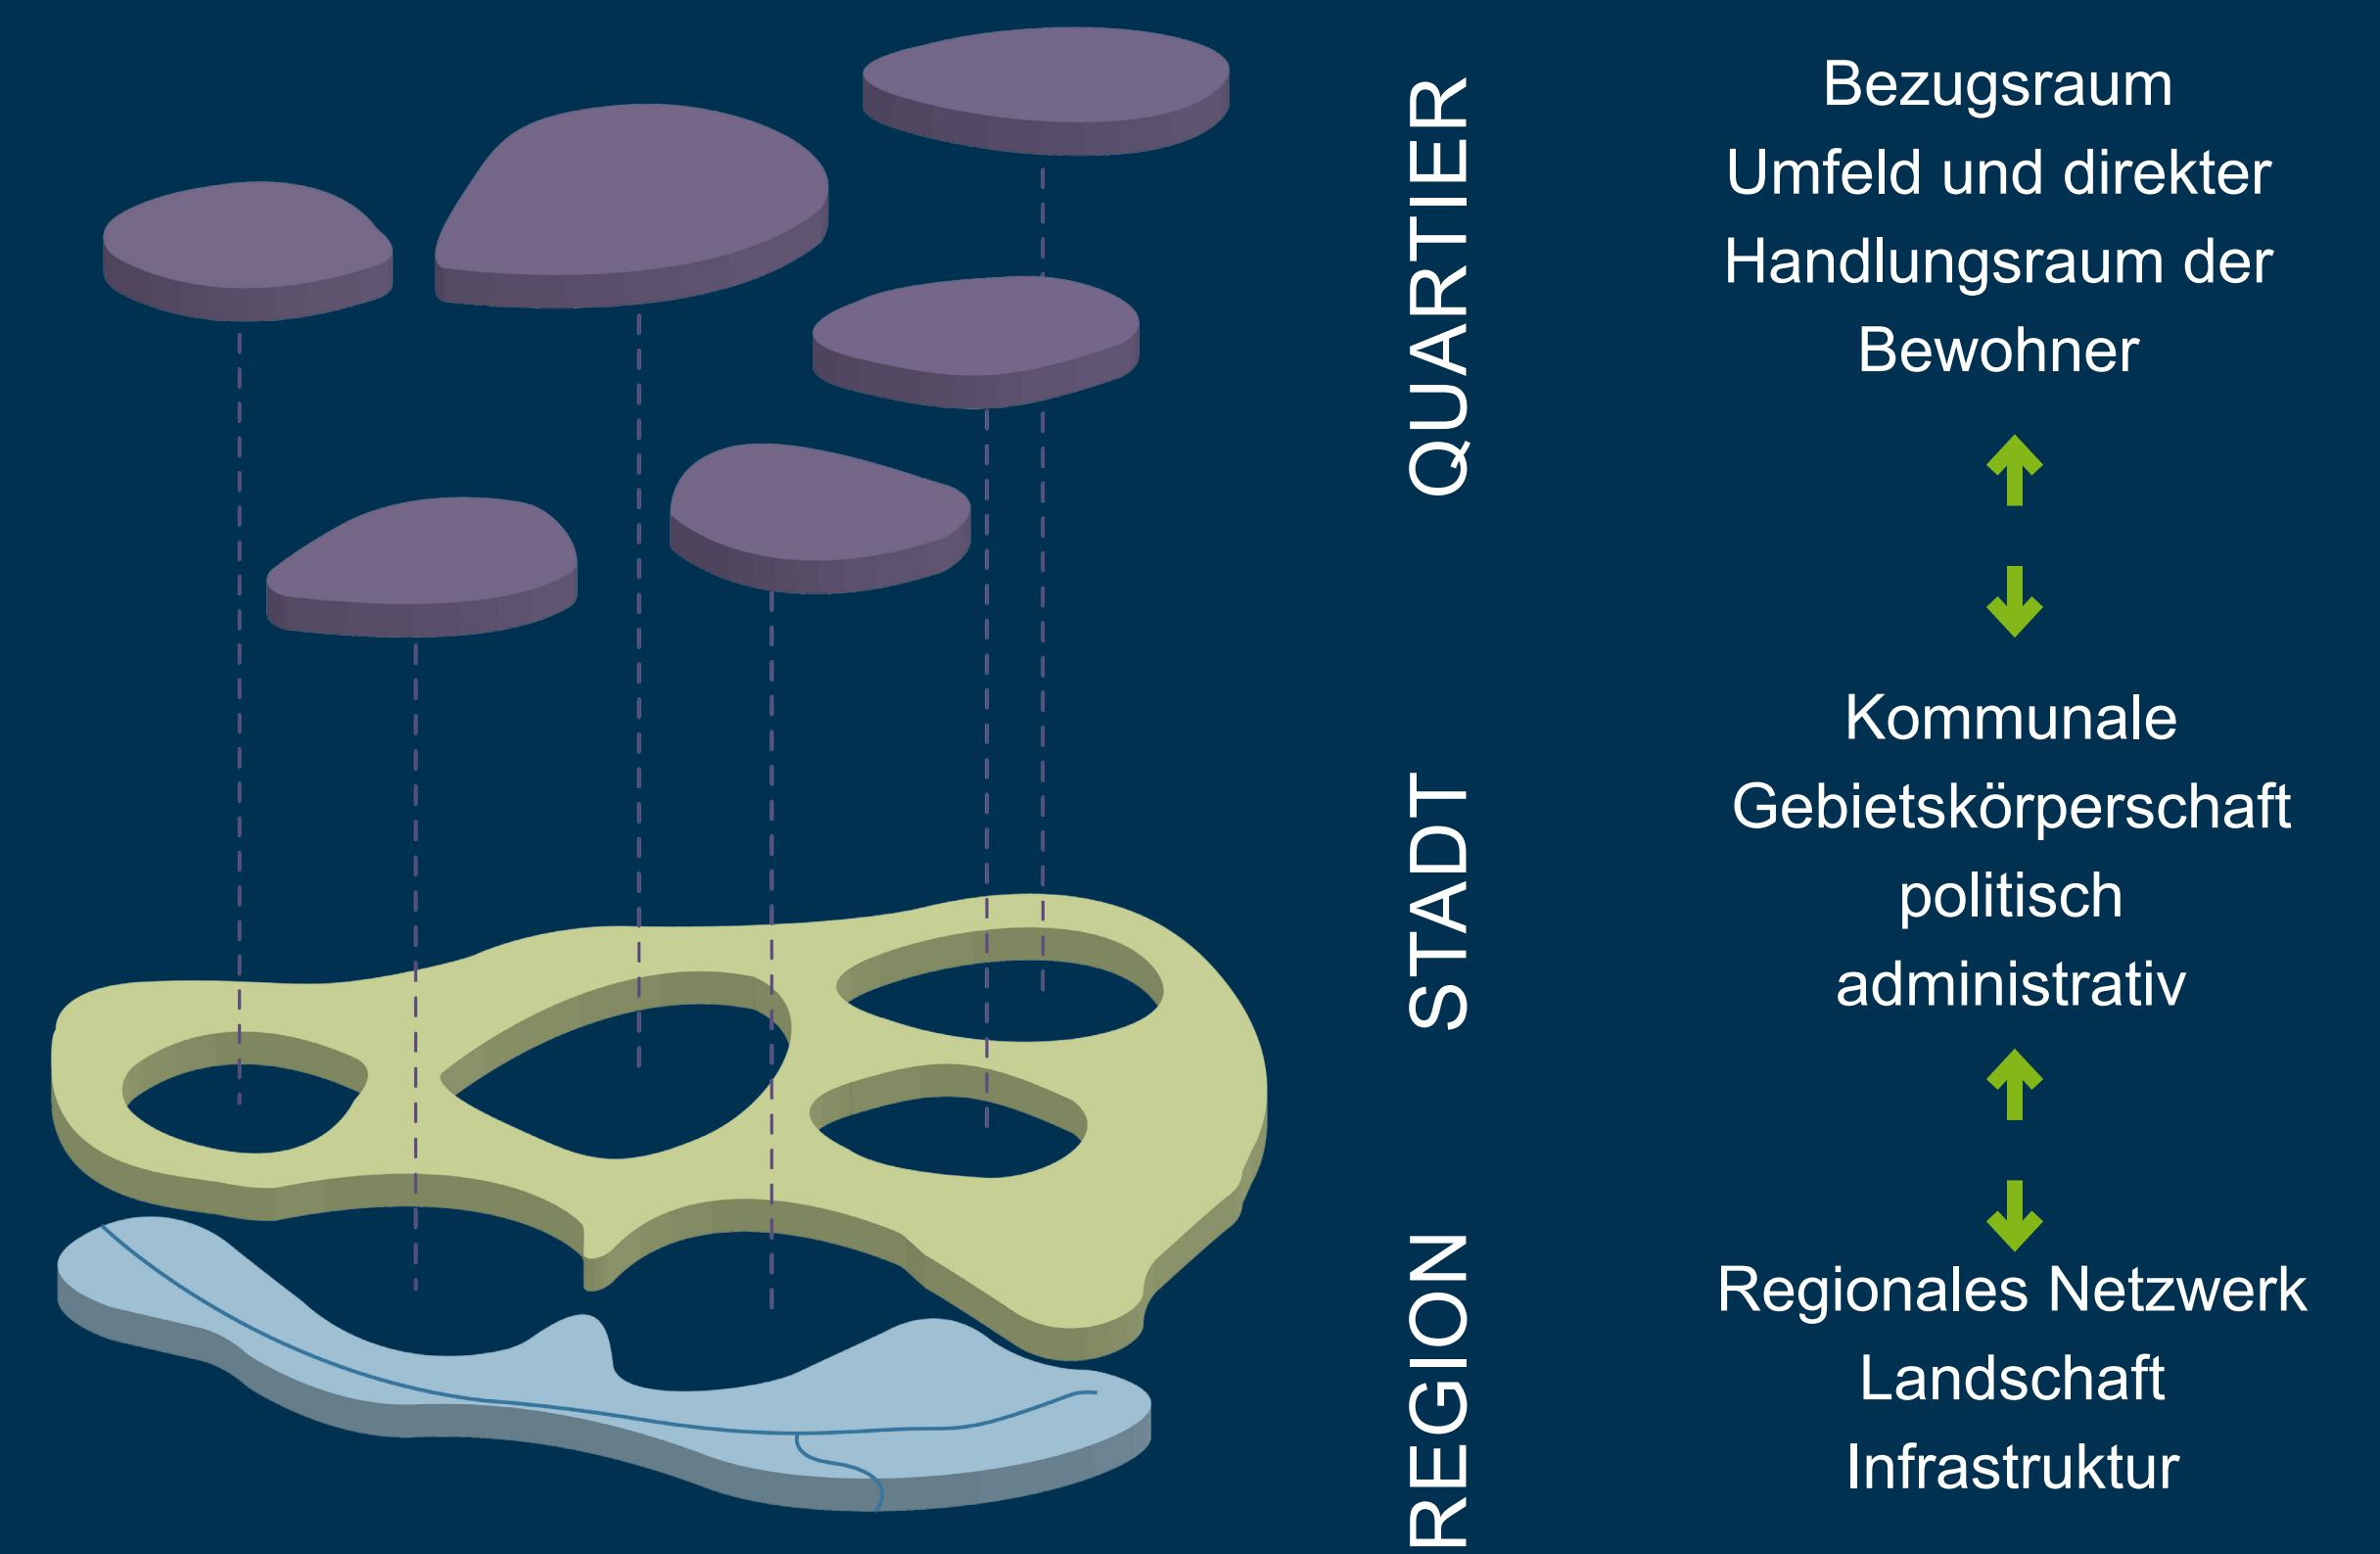 QUARTIER
Bezugsraum
Umfeld und direkter
Handlungsraum der
Bewohner
STADT
Kommunale
Gebietskörperschaft
politisch
administrativ
REGION
Regionales Netzwerk
Landschaft
Infrastruktur